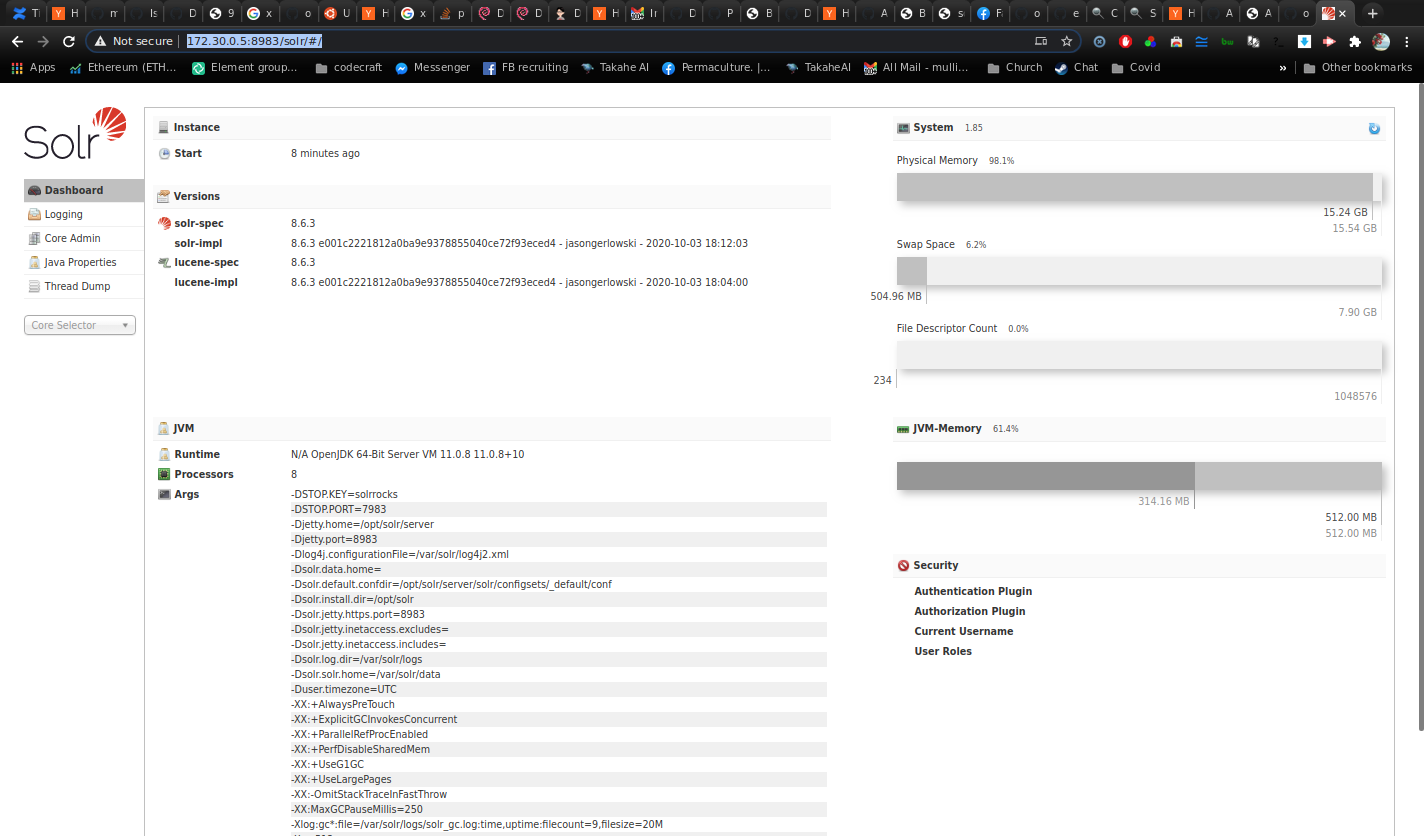 Ti H m Is D 9 x o U H x p D D D H Ir D P B D H A B s F o e C S H A A o
Not secure 172.30.0.5:8983/solr/#/
Apps Ethereum (ETH... Element group... codecraft Messenger FB recruiting Takahe AI Permaculture. |... TakaheAI All Mail - mulli... Church Chat Covid » Other bookmarks
Solr
Dashboard
Logging
Core Admin
Java Properties
Thread Dump
Core Selector
Instance
Start 8 minutes ago
Versions
solr-spec 8.6.3
solr-impl 8.6.3 e001c2221812a0ba9e9378855040ce72f93eced4 - jasongerlowski - 2020-10-03 18:12:03
lucene-spec 8.6.3
lucene-impl 8.6.3 e001c2221812a0ba9e9378855040ce72f93eced4 - jasongerlowski - 2020-10-03 18:04:00
JVM
Runtime N/A OpenJDK 64-Bit Server VM 11.0.8 11.0.8+10
Processors 8
Args -DSTOP.KEY=solrrocks
-DSTOP.PORT=7983
-Djetty.home=/opt/solr/server
-Djetty.port=8983
-Dlog4j.configurationFile=/var/solr/log4j2.xml
-Dsolr.data.home=
-Dsolr.default.confdir=/opt/solr/server/solr/configsets/_default/conf
-Dsolr.install.dir=/opt/solr
-Dsolr.jetty.https.port=8983
-Dsolr.jetty.inetaccess.excludes=
-Dsolr.jetty.inetaccess.includes=
-Dsolr.log.dir=/var/solr/logs
-Dsolr.solr.home=/var/solr/data
-Duser.timezone=UTC
-XX:+AlwaysPreTouch
-XX:+ExplicitGCInvokesConcurrent
-XX:+ParallelRefProcEnabled
-XX:+PerfDisableSharedMem
-XX:+UseG1GC
-XX:+UseLargePages
-XX:-OmitStackTraceInFastThrow
-XX:MaxGCPauseMillis=250
-Xlog:gc*:file=/var/solr/logs/solr_gc.log:time,uptime:filecount=9,filesize=20M
System 1.85
Physical Memory 98.1%
15.24 GB
15.54 GB
Swap Space 6.2%
504.96 MB
7.90 GB
File Descriptor Count 0.0%
234
1048576
JVM-Memory 61.4%
314.16 MB
512.00 MB
512.00 MB
Security
Authentication Plugin
Authorization Plugin
Current Username
User Roles